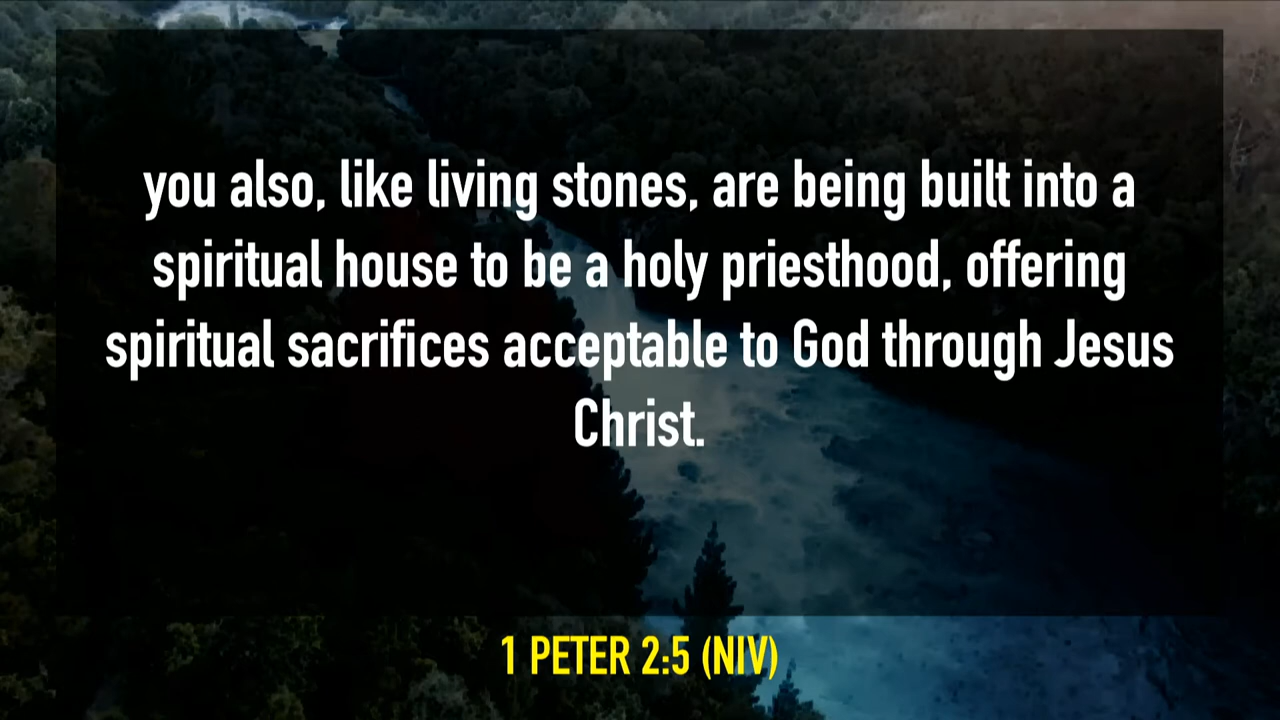 you also, like living stones, are being built into a
spiritual house to be a holy priesthood, offering
spiritual sacrifices acceptable to God through Jesus
Christ.
1 PETER 2:5 (NIV)